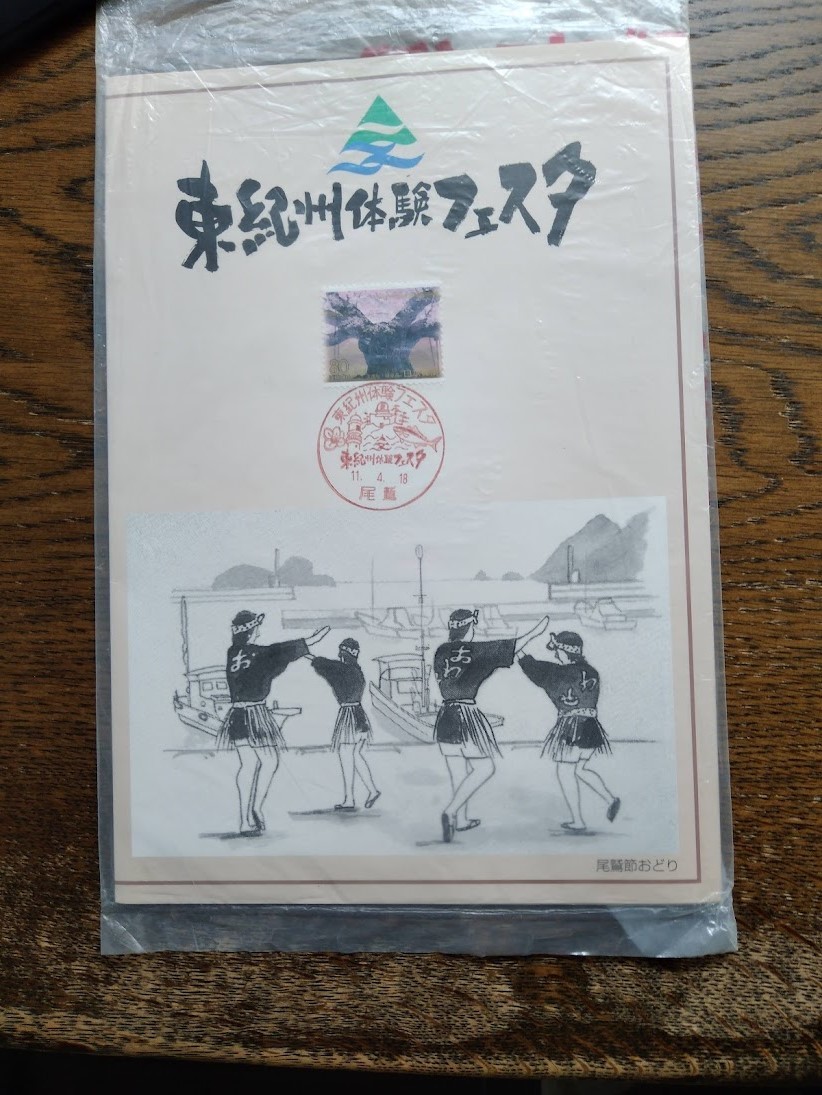 東紀州体験フェスタ
80
東紀州体験フェスタ
東紀州体験フェスタ
11. 4. 18
尾鷲
お
おわ
わせ
尾鷲節おどり